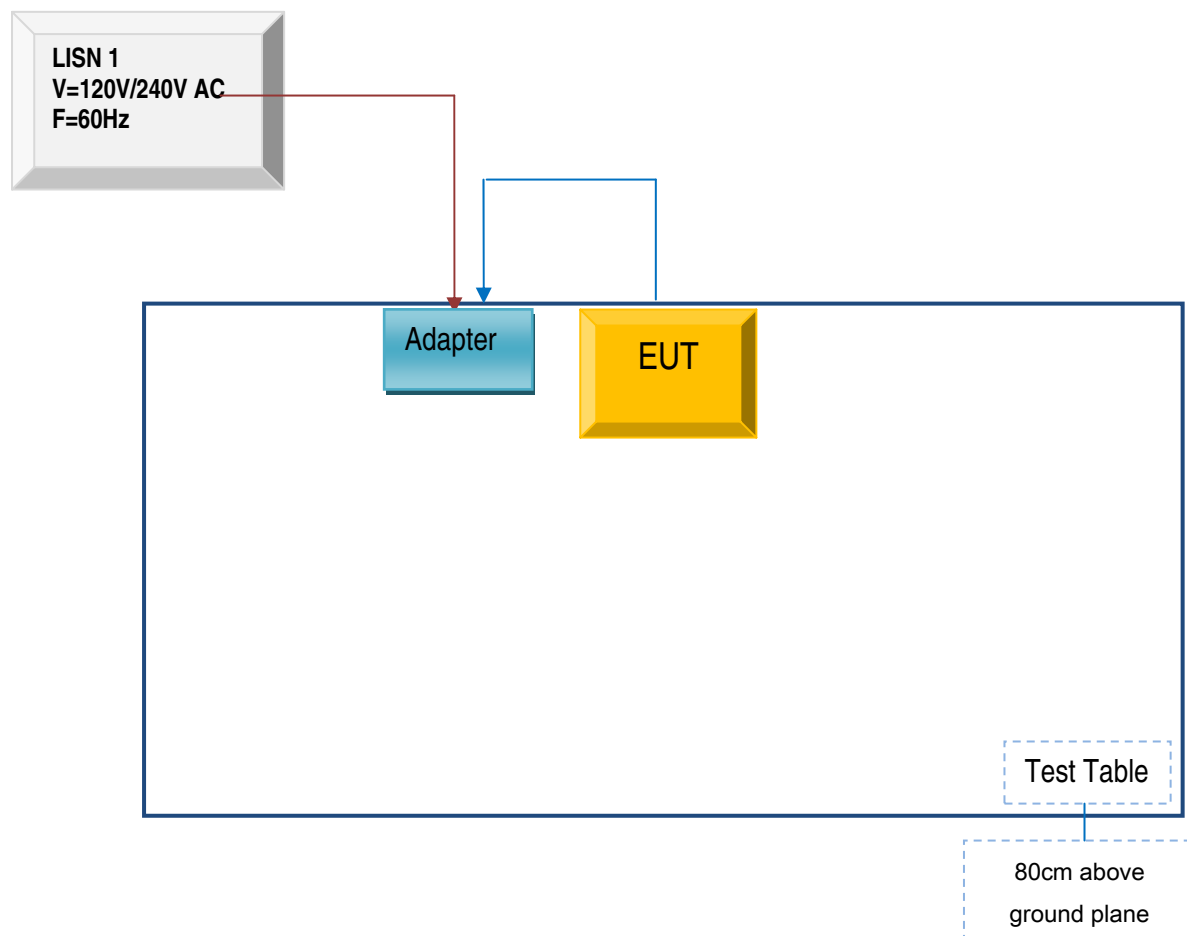 LISN 1
V=120V/240V AC
F=60Hz
Adapter
EUT
Test Table
80cm above
ground plane